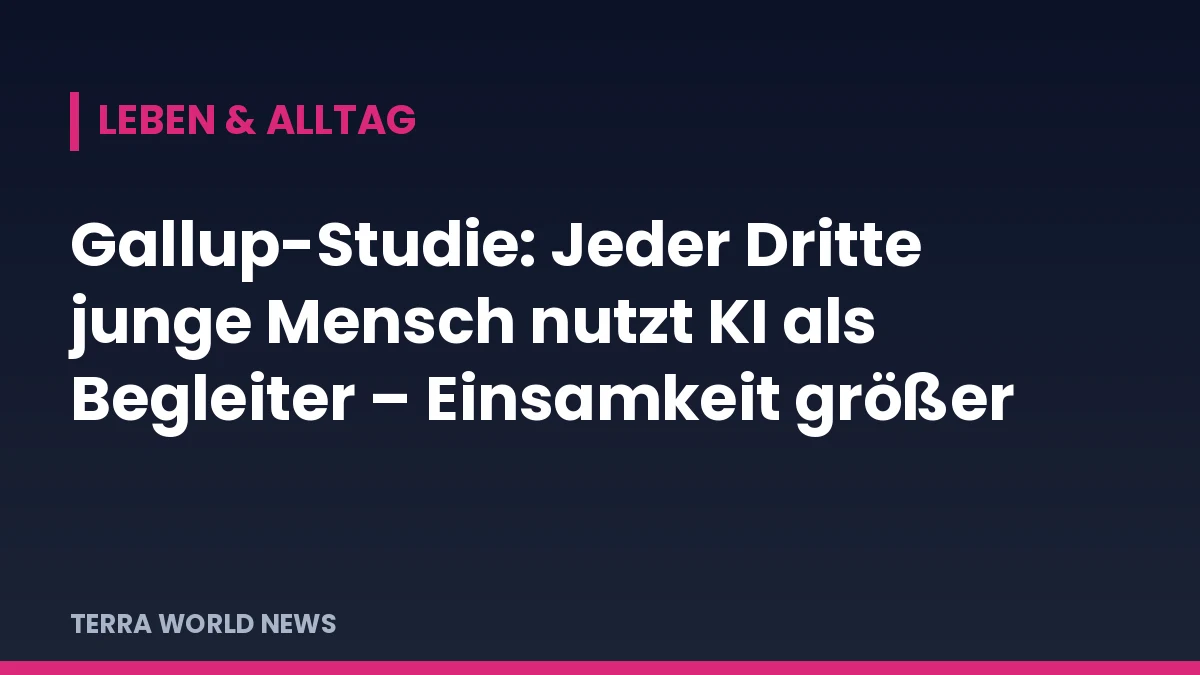 LEBEN & ALLTAG
Gallup-Studie: Jeder Dritte
junge Mensch nutzt KI als
Begleiter – Einsamkeit größer
TERRA WORLD NEWS